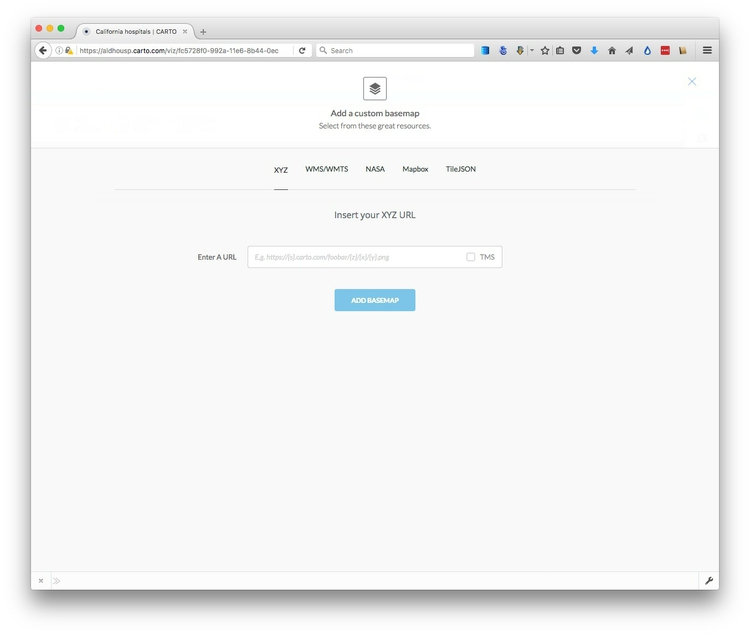 California hospitals | CARTO
https://aldhousp.carto.com/viz/fc5728f0-992a-11e6-8b44-0ec
Search
Add a custom basemap
Select from these great resources.
XYZ WMS/WMTS NASA Mapbox TileJSON
Insert your XYZ URL
Enter A URL E.g. https://{s}.carto.com/foobar/{z}/{x}/{y}.png TMS
ADD BASEMAP